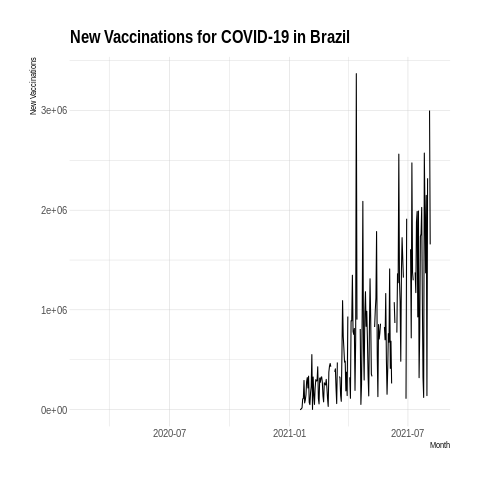 New Vaccinations for COVID-19 in Brazil
New Vaccinations
3e+06
2e+06
1e+06
0e+00
2020-07 2021-01 2021-07
Month